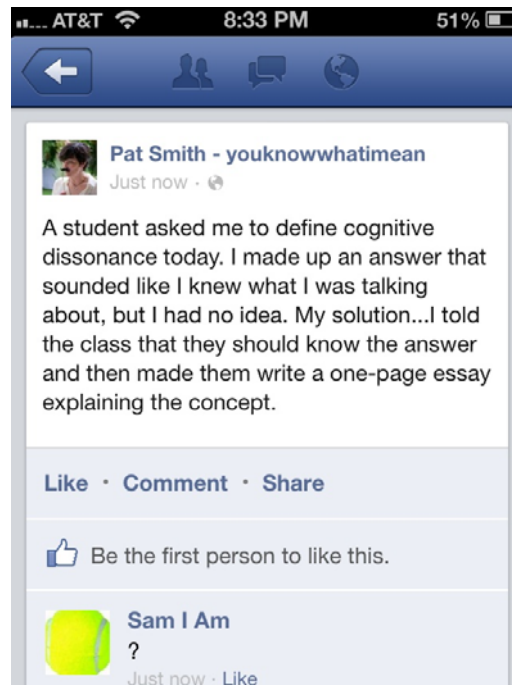 AT&T 8:33 PM 51%
Pat Smith - youknowwhatimean
Just now ·
A student asked me to define cognitive
dissonance today. I made up an answer that
sounded like I knew what I was talking
about, but I had no idea. My solution...I told
the class that they should know the answer
and then made them write a one-page essay
explaining the concept.
Like · Comment · Share
Be the first person to like this.
Sam I Am
?
Just now · Like